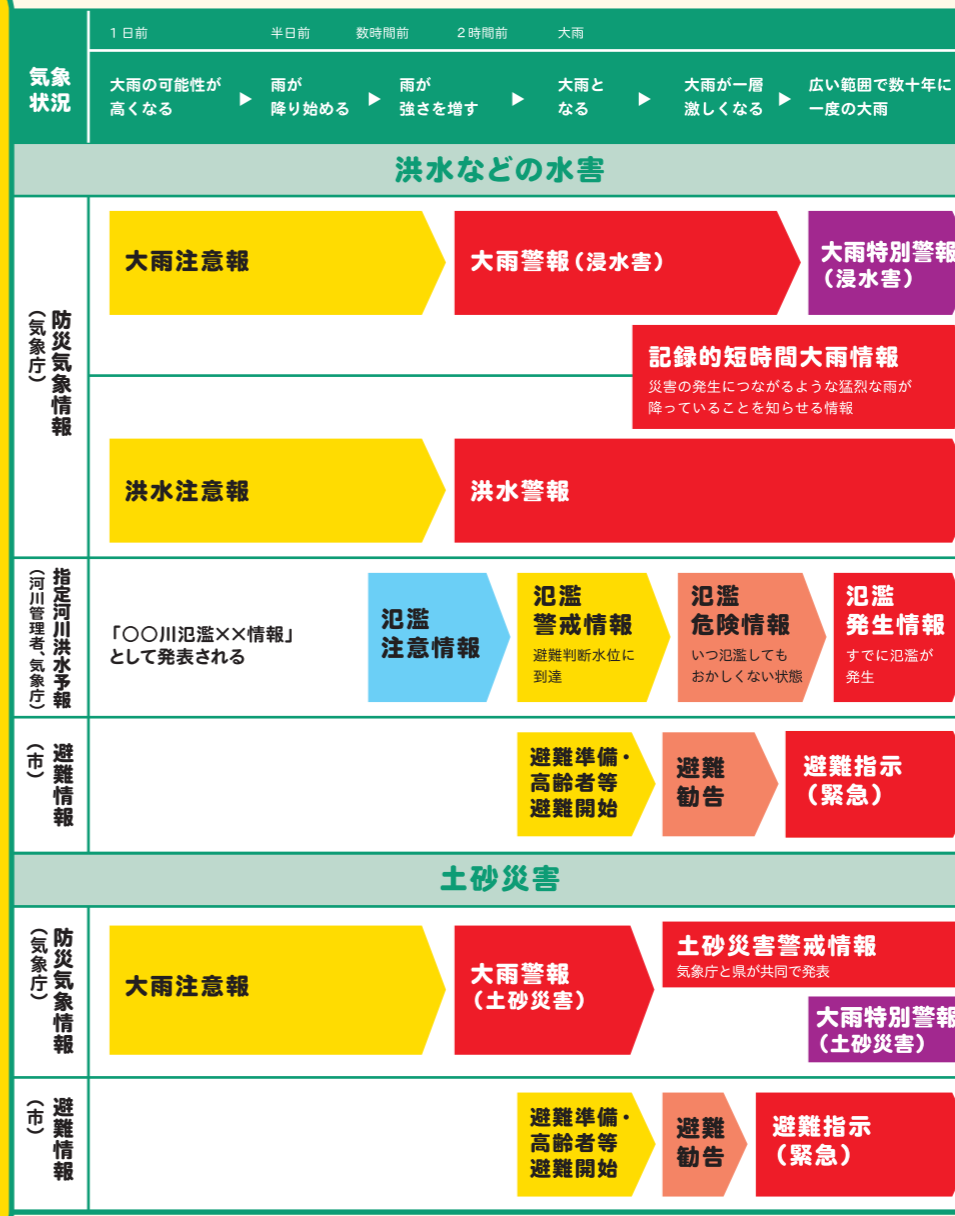 気象
状況
1日前
半日前
数時間前
2時間前
大雨
大雨の可能性が
高くなる
▶
雨が
降り始める
▶
雨が
強さを増す
▶
大雨と
なる
▶
大雨が一層
激しくなる
▶
広い範囲で数十年に
一度の大雨
洪水などの水害
防災気象情報
（気象庁）
大雨注意報
大雨警報（浸水害）
大雨特別警報
（浸水害）
記録的短時間大雨情報
災害の発生につながるような猛烈な雨が
降っていることを知らせる情報
洪水注意報
洪水警報
指定河川洪水予報
（河川管理者、気象庁）
「〇〇川氾濫××情報」
として発表される
氾濫
注意情報
氾濫
警戒情報
避難判断水位に
到達
氾濫
危険情報
いつ氾濫しても
おかしくない状態
氾濫
発生情報
すでに氾濫が
発生
避難情報
（市）
避難準備・
高齢者等
避難開始
避難
勧告
避難指示
（緊急）
土砂災害
防災気象情報
（気象庁）
大雨注意報
大雨警報
（土砂災害）
土砂災害警戒情報
気象庁と県が共同で発表
大雨特別警報
（土砂災害）
避難情報
（市）
避難準備・
高齢者等
避難開始
避難
勧告
避難指示
（緊急）